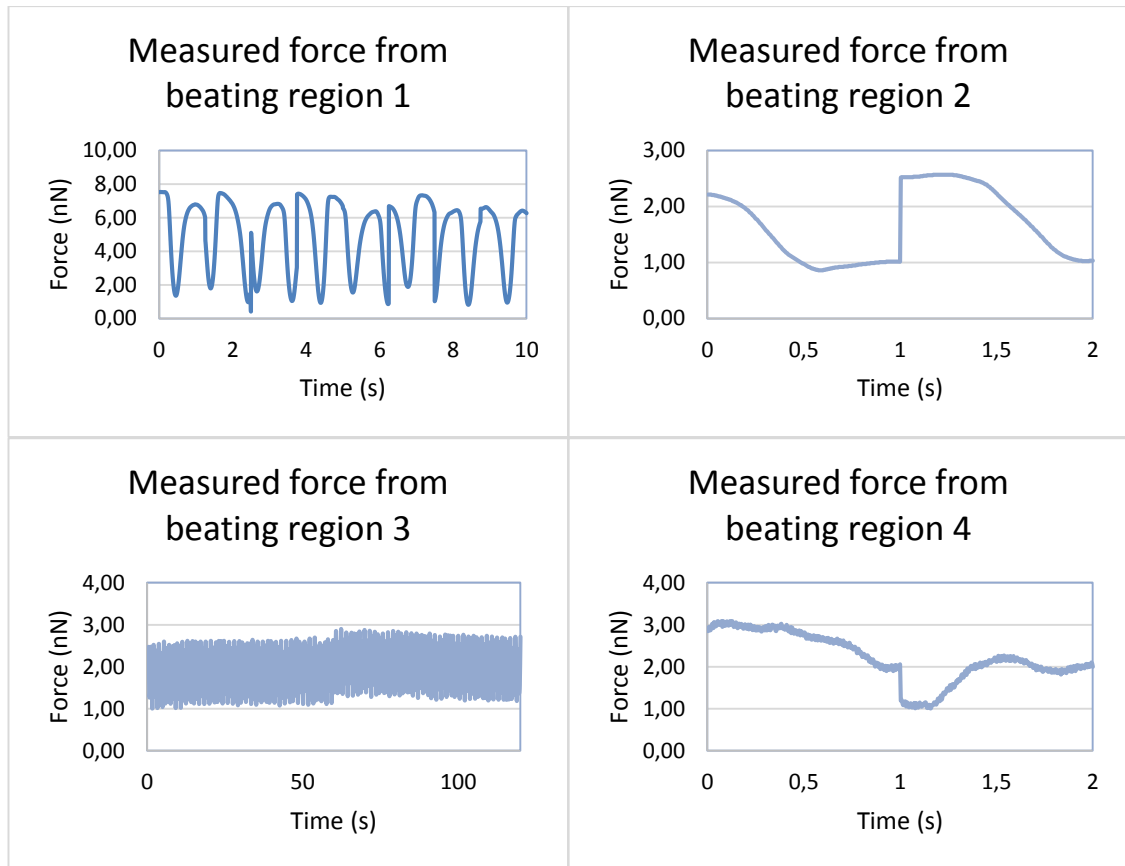 Measured force from
beating region 1
10,00
8,00
6,00
4,00
2,00
0,00
Force (nN)
0 2 4 6 8 10
Time (s)
Measured force from
beating region 2
3,00
2,00
1,00
0,00
Force (nN)
0 0,5 1 1,5 2
Time (s)
Measured force from
beating region 3
4,00
3,00
2,00
1,00
0,00
Force (nN)
0 50 100
Time (s)
Measured force from
beating region 4
4,00
3,00
2,00
1,00
0,00
Force (nN)
0 0,5 1 1,5 2
Time (s)